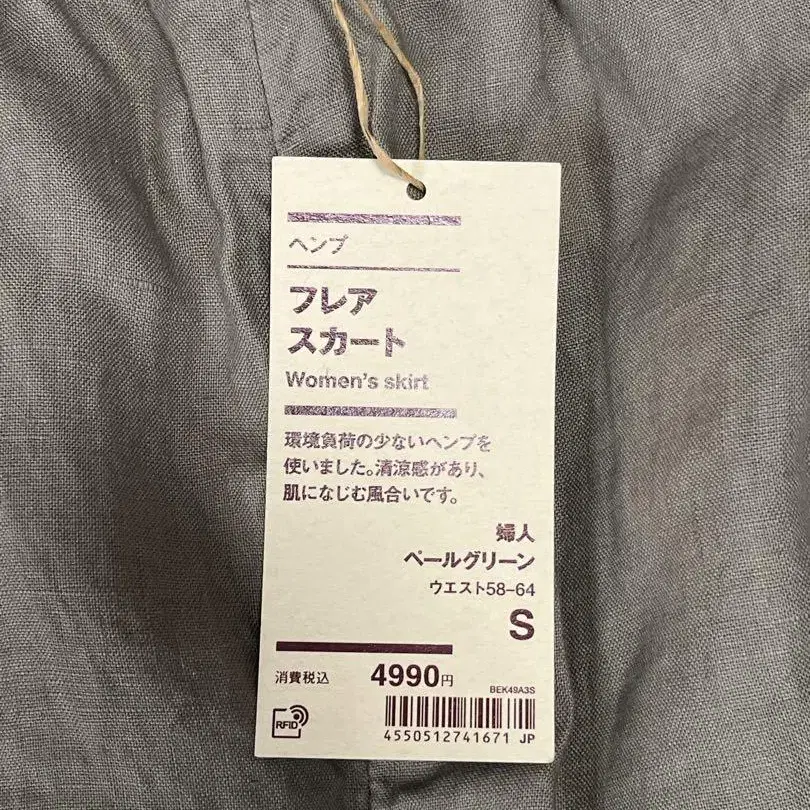 ヘンプ
フレア
スカート
Women's skirt
環境負荷の少ないヘンプを
使いました。清涼感があり、
肌になじむ風合いです。
婦人
ペールグリーン
ウエスト58-64
S
消費税込 4990円
BEK49A3S
RFID
4550512741671 JP